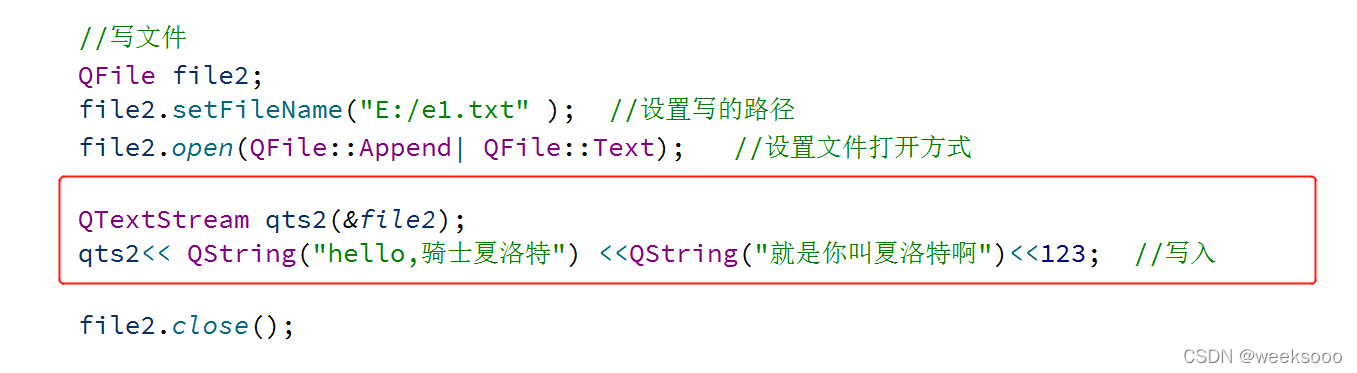 //写文件
QFile file2;
file2.setFileName("E:/e1.txt" );  //设置写的路径
file2.open(QFile::Append| QFile::Text);   //设置文件打开方式
QTextStream qts2(&file2);
qts2<< QString("hello,骑士夏洛特") <<QString("就是你叫夏洛特啊")<<123;  //写入
file2.close();
CSDN @weeksooo